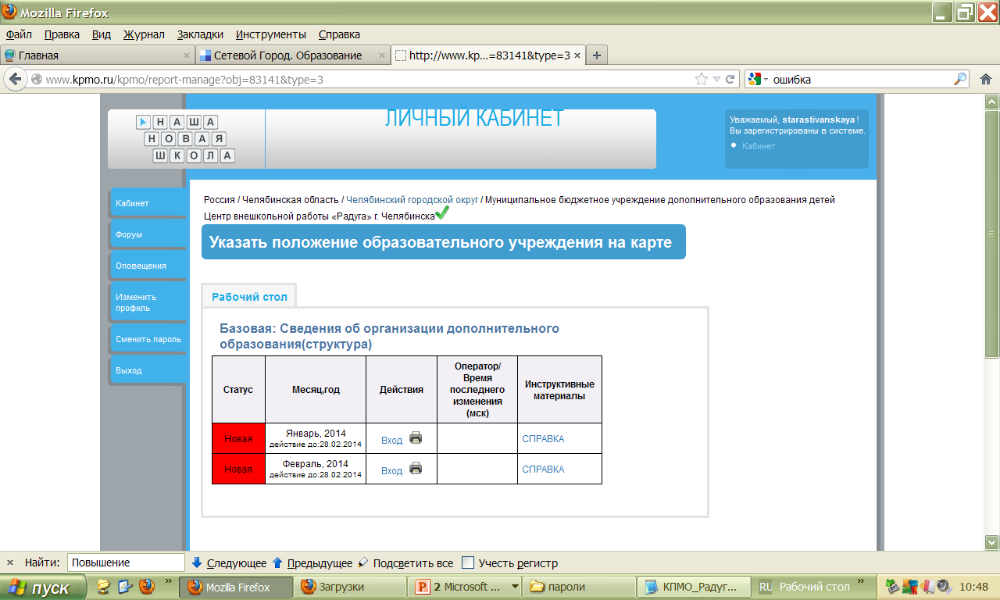 Mozilla Firefox
Файл Правка Вид Журнал Закладки Инструменты Справка
Главная × Сетевой Город. Образование × http://www.kp...=83141&type=3 × +
www.kpmo.ru/kpmo/report-manage?obj=83141&type=3 ошибка
НАША
НОВАЯ
ШКОЛА
ЛИЧНЫЙ КАБИНЕТ
Уважаемый, starastivanskaya !
Вы зарегистрированы в системе.
Кабинет
Кабинет
Форум
Оповещения
Изменить
профиль
Сменить пароль
Выход
Россия / Челябинская область / Челябинский городской округ / Муниципальное бюджетное учреждение дополнительного образования детей
Центр внешкольной работы «Радуга» г. Челябинска
Указать положение образовательного учреждения на карте
Рабочий стол
Базовая: Сведения об организации дополнительного
образования(структура)
Статус Месяц,год Действия Оператор/ Время последнего изменения (мск) Инструктивные материалы
Новая Январь, 2014 Вход СПРАВКА
действие до:28.02.2014
Новая Февраль, 2014 Вход СПРАВКА
действие до:28.02.2014
× Найти: Повышение Следующее Предыдущее Подсветить все Учесть регистр
пуск » Mozilla Firefox Загрузки 2 Microsoft ... пароли КПМО_Радуг... RU Рабочий стол » 10:48